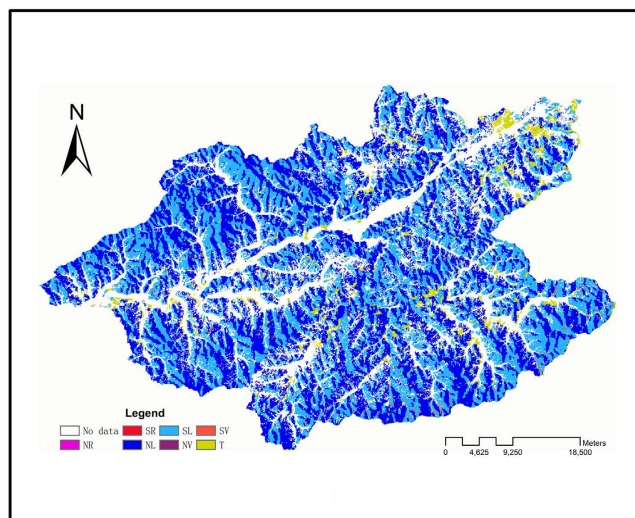 N
Legend
No data SR SL SV
NR NL NV T
Meters
0 4,625 9,250 18,500